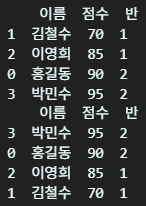 이름 점수 반
1 김철수 70 1
2 이영희 85 1
0 홍길동 90 2
3 박민수 95 2
이름 점수 반
3 박민수 95 2
0 홍길동 90 2
2 이영희 85 1
1 김철수 70 1